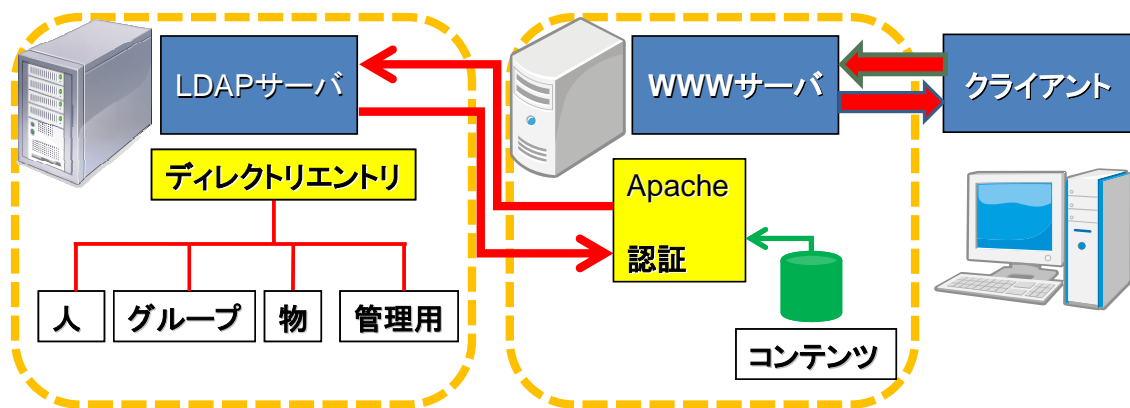 LDAPサーバ
WWWサーバ
クライアント
ディレクトリエントリ
Apache
認証
人
グループ
物
管理用
コンテンツ